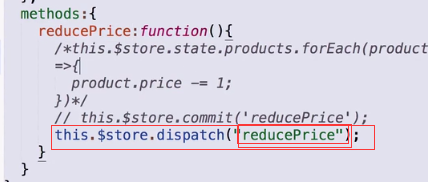 methods:{
reducePrice:function(){
/*this.$store.state.products.forEach(product
=>{
product.price -= 1;
})*/
// this.$store.commit('reducePrice');
this.$store.dispatch("reducePrice");
}
}